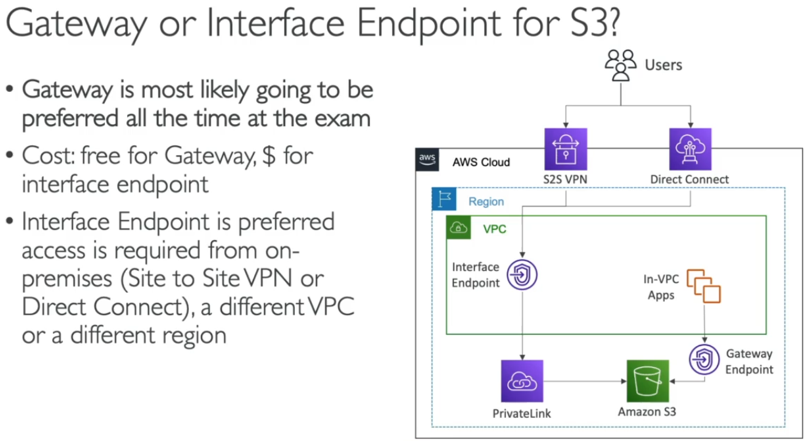 Gateway or Interface Endpoint for S3?
• Gateway is most likely going to be
preferred all the time at the exam
• Cost: free for Gateway, $ for
interface endpoint
• Interface Endpoint is preferred
access is required from on-
premises (Site to Site VPN or
Direct Connect), a different VPC
or a different region
Users
aws
AWS Cloud
S2S VPN
Direct Connect
Region
VPC
Interface
Endpoint
In-VPC
Apps
Gateway
Endpoint
PrivateLink
Amazon S3